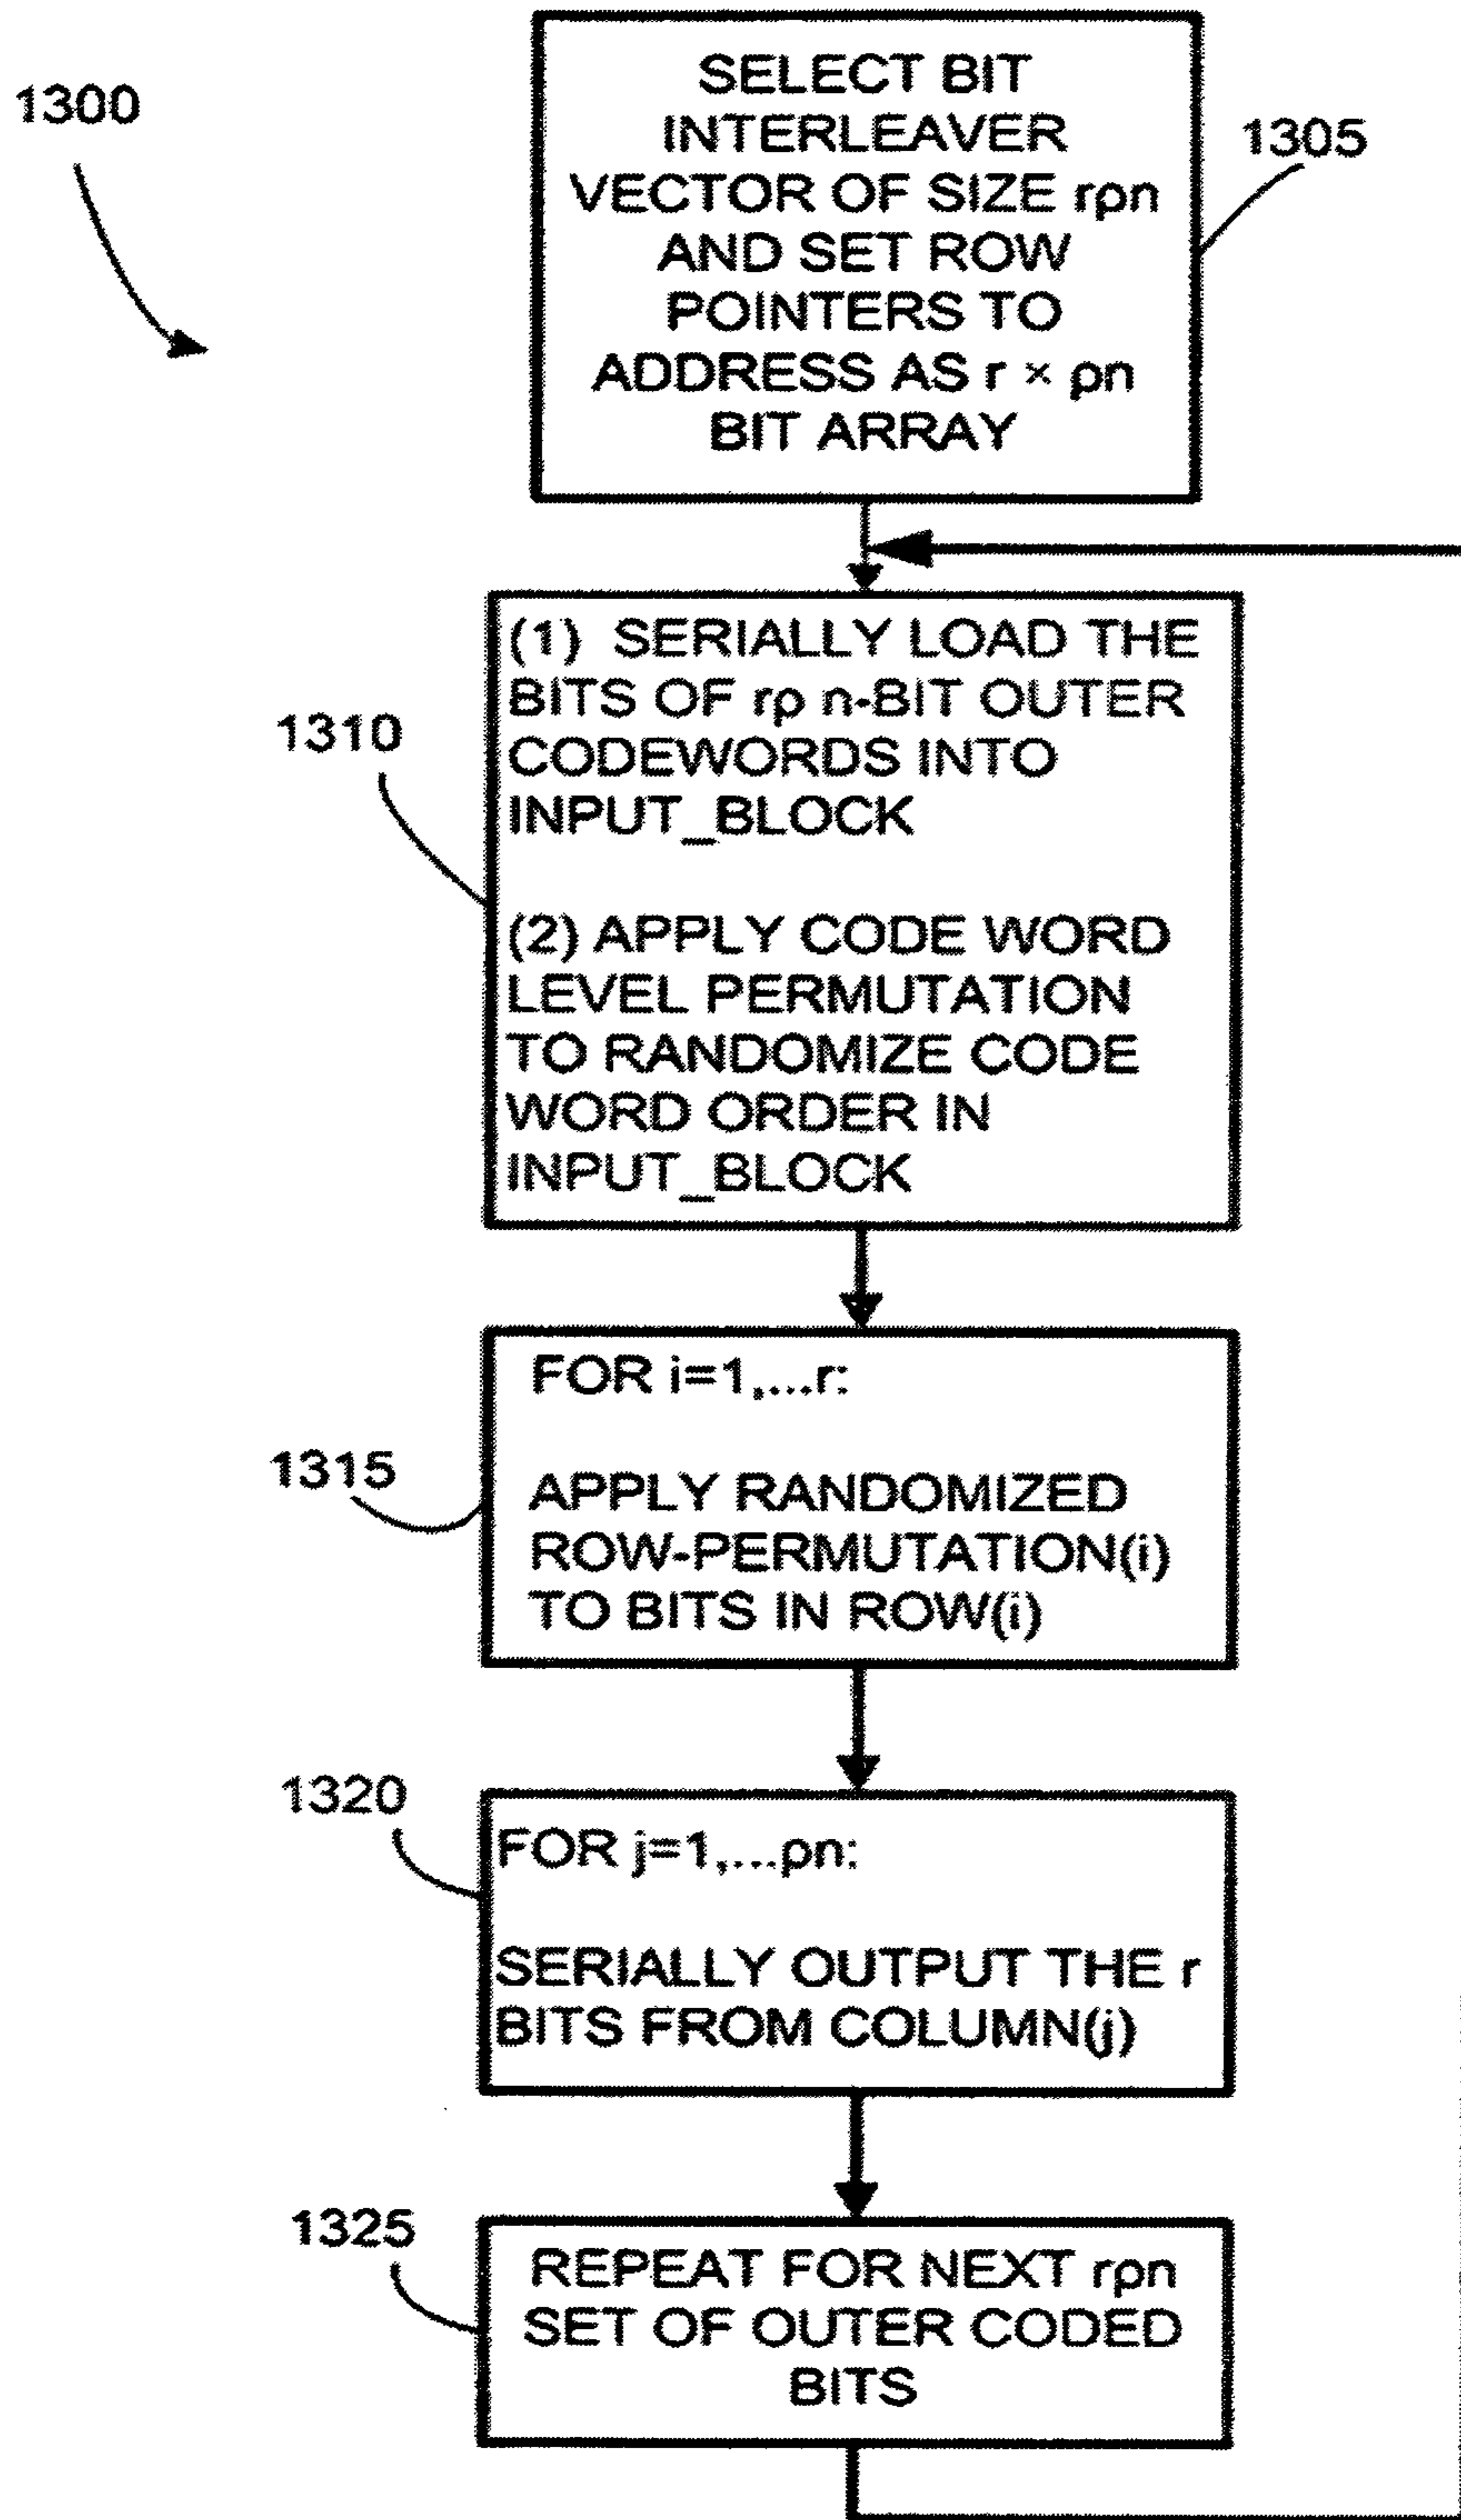 1300
SELECT BIT
INTERLEAVER
VECTOR OF SIZE rρn
AND SET ROW
POINTERS TO
ADDRESS AS r × ρn
BIT ARRAY
1305
(1) SERIALLY LOAD THE
BITS OF rρ n-BIT OUTER
CODEWORDS INTO
INPUT_BLOCK
(2) APPLY CODE WORD
LEVEL PERMUTATION
TO RANDOMIZE CODE
WORD ORDER IN
INPUT_BLOCK
1310
FOR i=1,...r:
APPLY RANDOMIZED
ROW-PERMUTATION(i)
TO BITS IN ROW(i)
1315
FOR j=1,...ρn:
SERIALLY OUTPUT THE r
BITS FROM COLUMN(j)
1320
REPEAT FOR NEXT rρn
SET OF OUTER CODED
BITS
1325